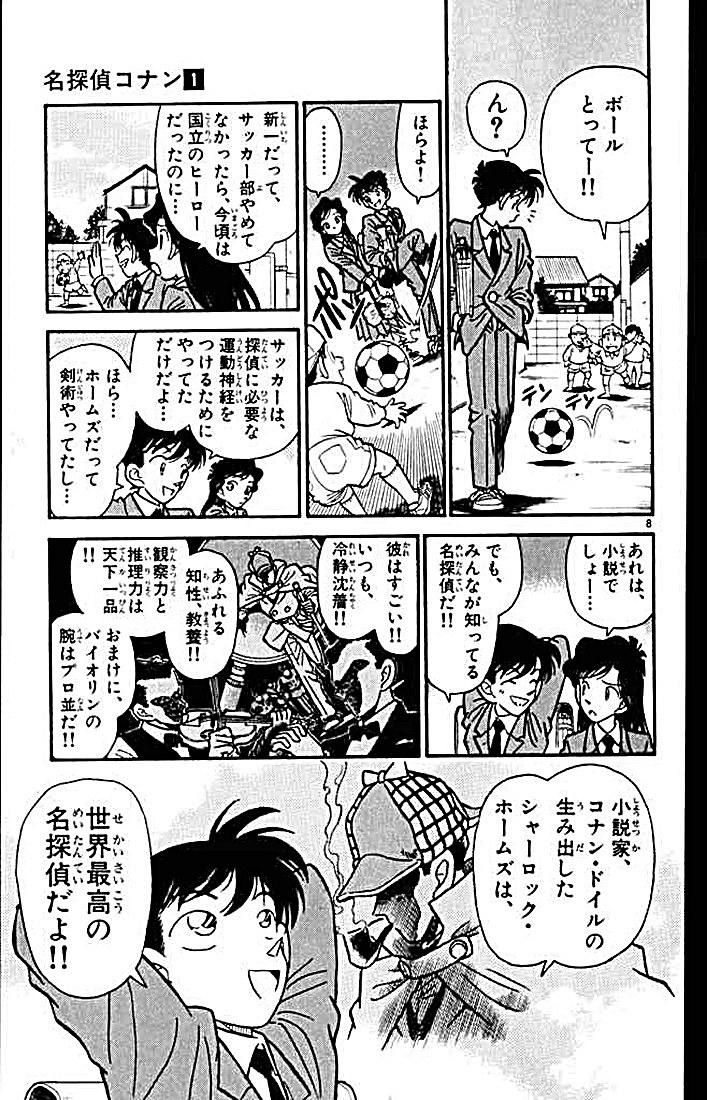 名探偵コナン1
ボール
とってー!!
ん?
ほらよ!
………
テン
テン
ポン
新一だって、
サッカー部やめて
なかったら、今頃は
国立のヒーロー
だったのに…
サッカーは、
探偵に必要な
運動神経を
つけるために
やってた
だけだよ…
ほら…
ホームズだって
剣術やってたし…
8
あれは、
小説で
しょー…
でも、
みんなが知ってる
名探偵だ!!
彼はすごい!!
いつも、
冷静沈着!!
あふれる
知性、教養!!
観察力と
推理力は
天下一品
!!
おまけに、
バイオリンの
腕はプロ並だ!!
小説家、
コナン・ドイルの
生み出した
シャーロック・
ホームズは、
世界最高の
名探偵だよ!!